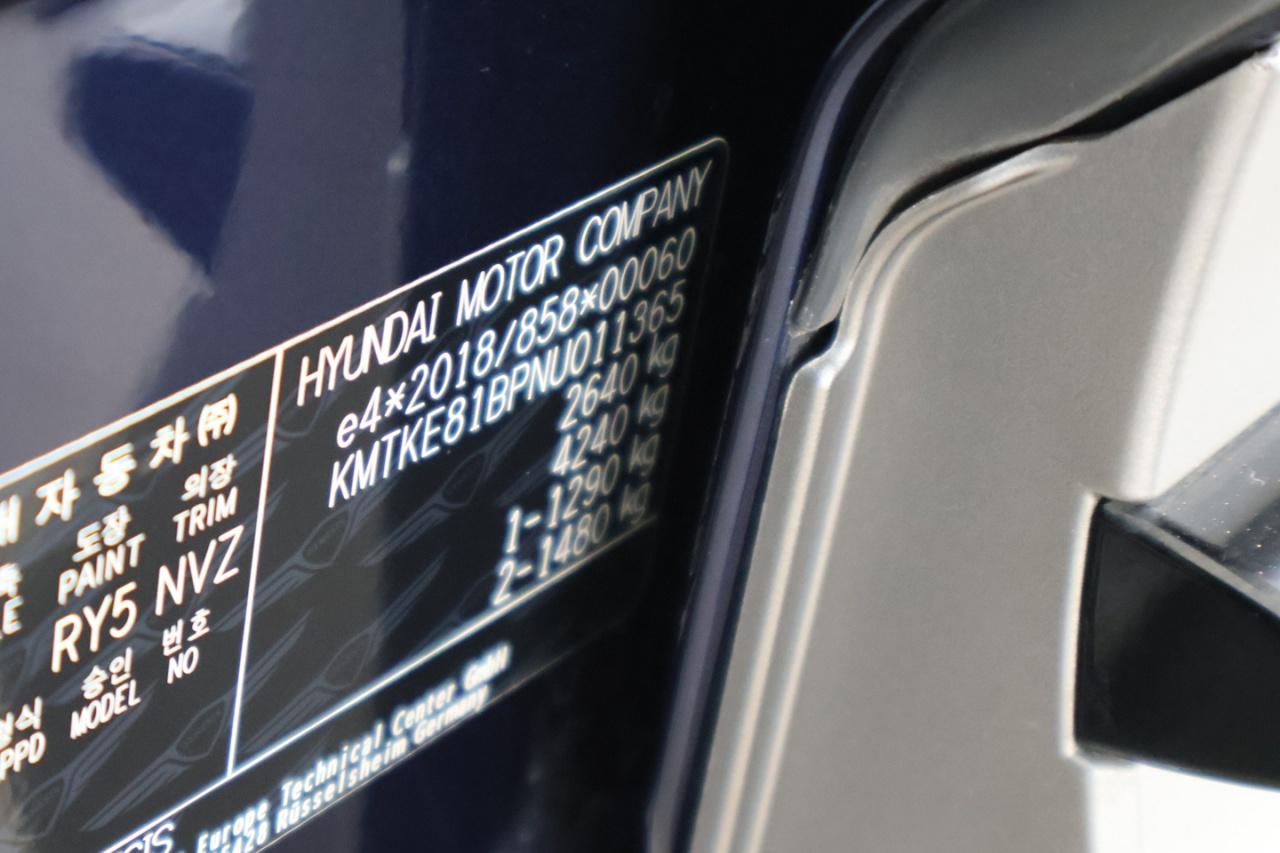 HYUNDAI MOTOR COMPANY
e4*2018/858*00060
KMTKE81BPNU011365
2640 kg
4240 kg
1-1290 kg
2-1480 kg
자동차㈜
도장 외장
PAINT TRIM
RY5 NVZ
승인 번호
MODEL NO
Europe Technical Center GmbH
Rüsselsheim Germany